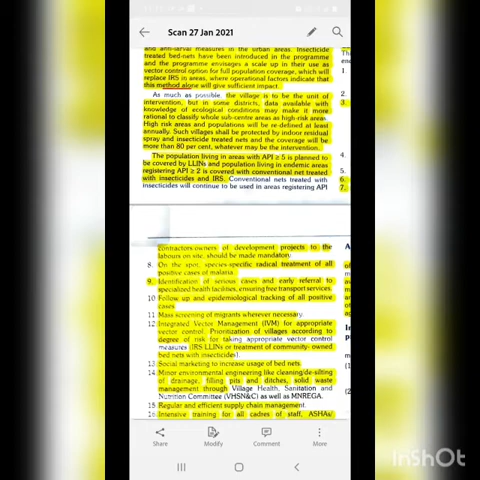 Scan 27 Jan 2021
and anti-larval measures in the urban areas. Insecticide
treated bed-nets have been introduced in the programme
and the programme envisages a scale up in their use as
vector control option for full population coverage, which will
replace IRS in areas, where operational factors indicate that
this method alone will give sufficient impact.
As much as possible, the village is to be the unit of
intervention, but in some districts, data available with
knowledge of ecological conditions may make it more
rational to classify whole sub-centre areas as high-risk areas.
High risk areas and populations will be re-defined at least
annually. Such villages shall be protected by indoor residual
spray and insecticide treated nets and the coverage will be
more than 80 per cent, whatever may be the intervention.
The population living in areas with API ≥ 5 is planned to
be covered by LLINs and population living in endemic areas
registering API ≥ 2 is covered with conventional net treated
with insecticides and IRS. Conventional nets treated with
insecticides will continue to be used in areas registering API
1.
2.
3.
4.
5.
6.
7.
contractors-owners of development projects to the
labours on site, should be made mandatory.
8. On the spot, species-specific radical treatment of all
positive cases of malaria.
9. Identification of serious cases and early referral to
specialized health facilities, ensuring free transport services.
10. Follow up and epidemiological tracking of all positive
cases.
11. Mass screening of migrants wherever necessary.
12. Integrated Vector Management (IVM) for appropriate
vector control. Prioritization of villages according to
degree of risk for taking appropriate vector control
measures (IRS LLINs or treatment of community-owned
bed nets with insecticides).
13. Social marketing to increase usage of bed nets.
14. Minor environmental engineering like cleaning/de-silting
of drainage, filling pits and ditches, solid waste
management through Village Health, Sanitation and
Nutrition Committee (VHSN&C) as well as MNREGA.
15. Regular and efficient supply chain management.
16. Intensive training for all cadres of staff, ASHAs/
(1)
(2)
Share
Modify
Comment
More
InShOt